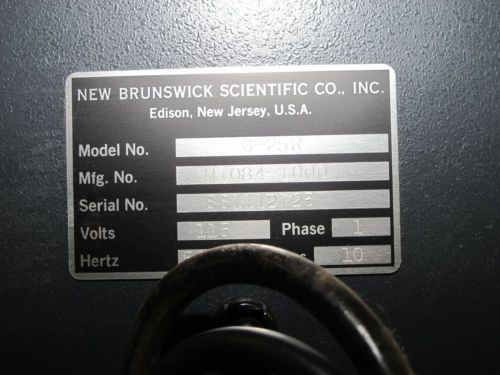 NEW BRUNSWICK SCIENTIFIC CO., INC.
Edison, New Jersey, U.S.A.
Model No. G-25R
Mfg. No. M1084-1000
Serial No.
Volts 115 Phase 1
Hertz 10